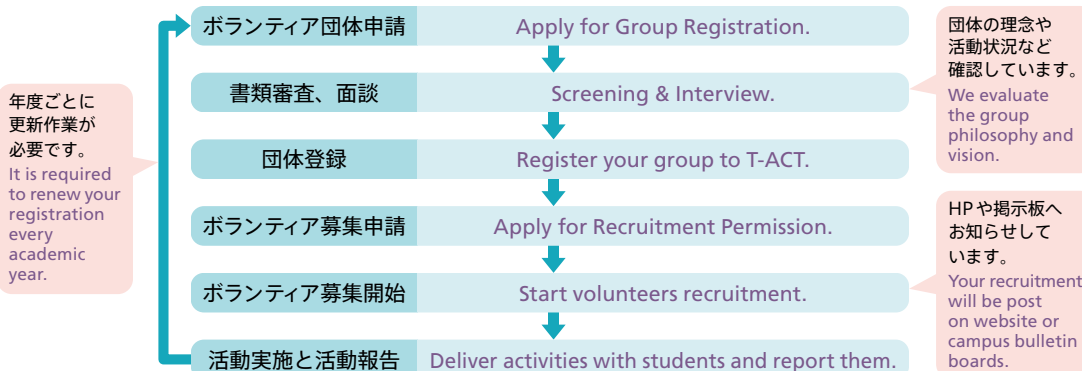 ボランティア団体申請 Apply for Group Registration.
書類審査、面談 Screening & Interview.
団体登録 Register your group to T-ACT.
ボランティア募集申請 Apply for Recruitment Permission.
ボランティア募集開始 Start volunteers recruitment.
活動実施と活動報告 Deliver activities with students and report them.
年度ごとに
更新作業が
必要です。
It is required
to renew your
registration
every
academic
year.
団体の理念や
活動状況など
確認しています。
We evaluate
the group
philosophy and
vision.
HPや掲示板へ
お知らせして
います。
Your recruitment
will be post
on website or
campus bulletin
boards.